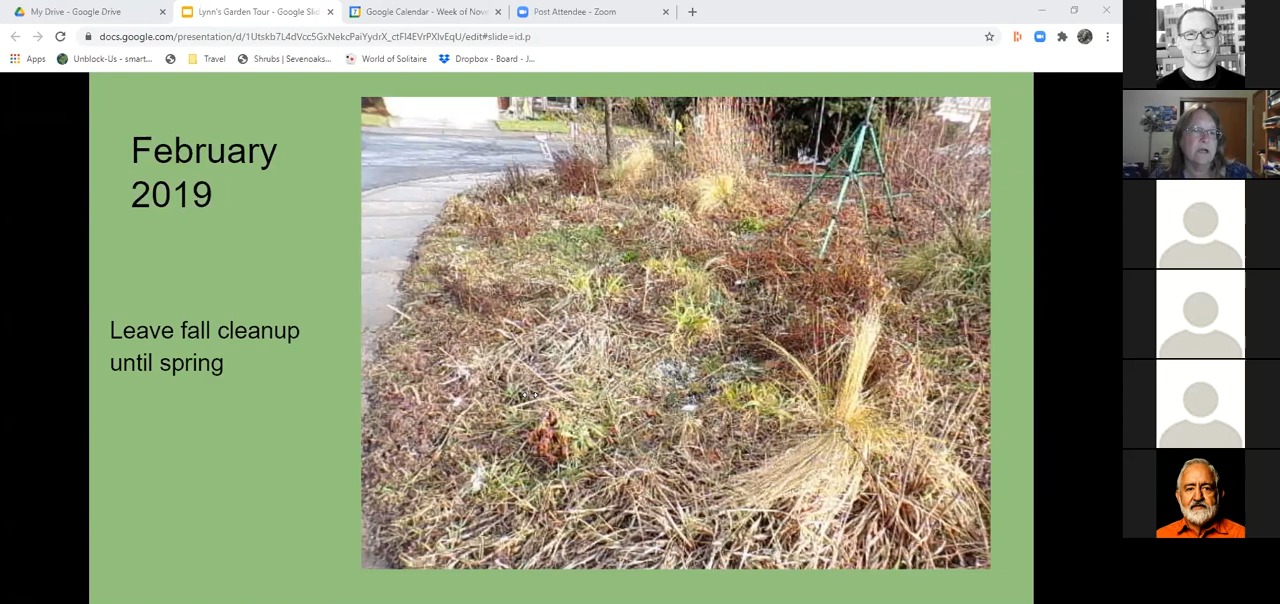 My Drive - Google Drive
Lynn's Garden Tour - Google Slid
Google Calendar - Week of Nove
Post Attendee - Zoom
docs.google.com/presentation/d/1Utskb7L4dVcc5GxNekcPaiYydrX_ctFl4EVrPXIvEqU/edit#slide=id.p
Apps
Unblock-Us - smart...
Travel
Shrubs | Sevenoaks...
World of Solitaire
Dropbox - Board - J...
February
2019
Leave fall cleanup
until spring